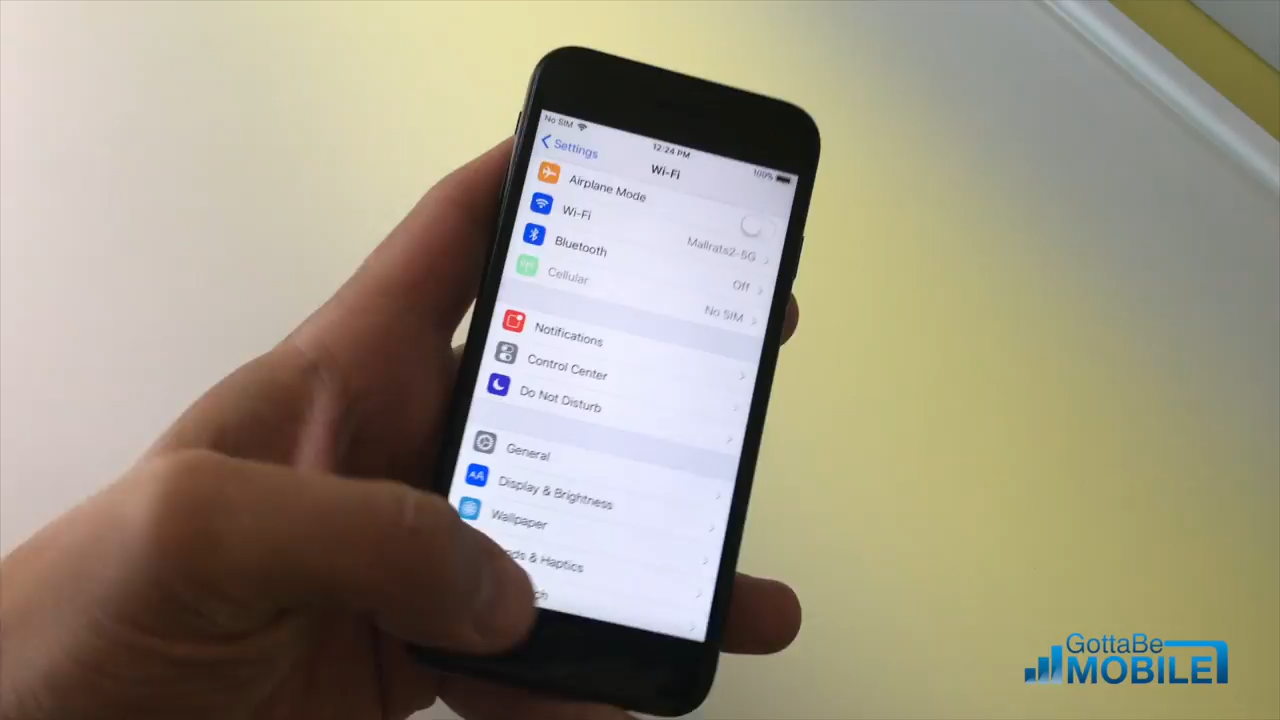 No SIM 12:24 PM 100%
Settings Wi-Fi
Airplane Mode
Wi-Fi Mallrats2-5G
Bluetooth Off
Cellular No SIM
Notifications
Control Center
Do Not Disturb
General
Display & Brightness
AA
Wallpaper
& Haptics
GottaBe
MOBILE